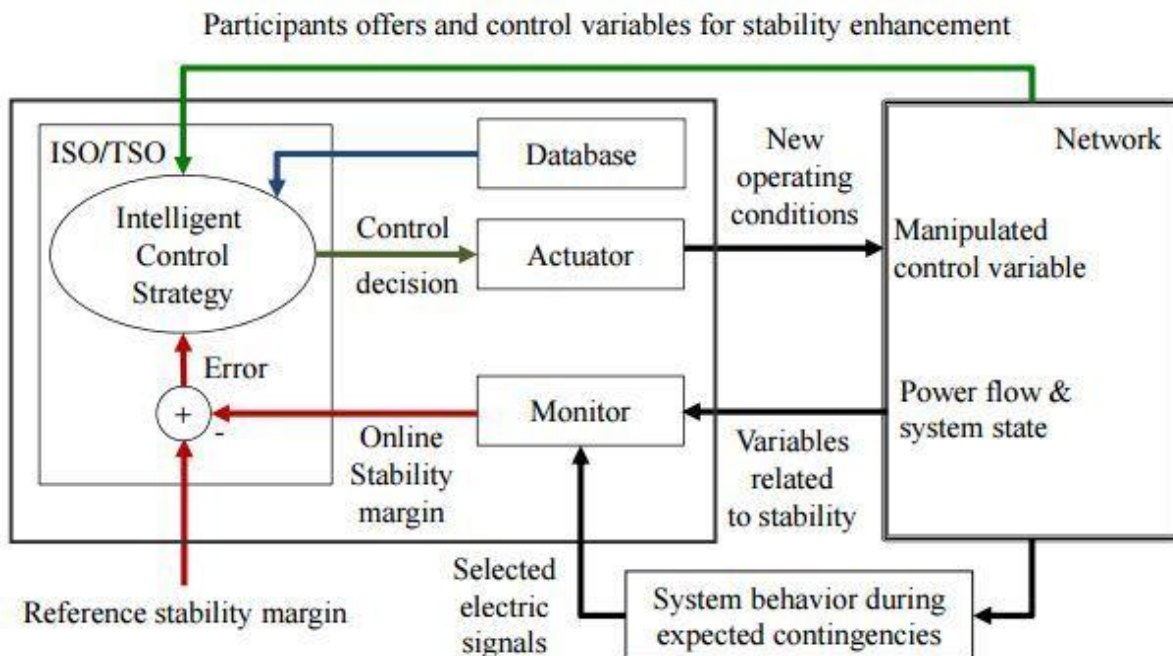 Participants offers and control variables for stability enhancement
ISO/TSO
Intelligent
Control
Strategy
Database
Control
decision
Actuator
New
operating
conditions
Network
Manipulated
control variable
Error
+
-
Online
Stability
margin
Monitor
Variables
related
to stability
Power flow &
system state
Reference stability margin
Selected
electric
signals
System behavior during
expected contingencies